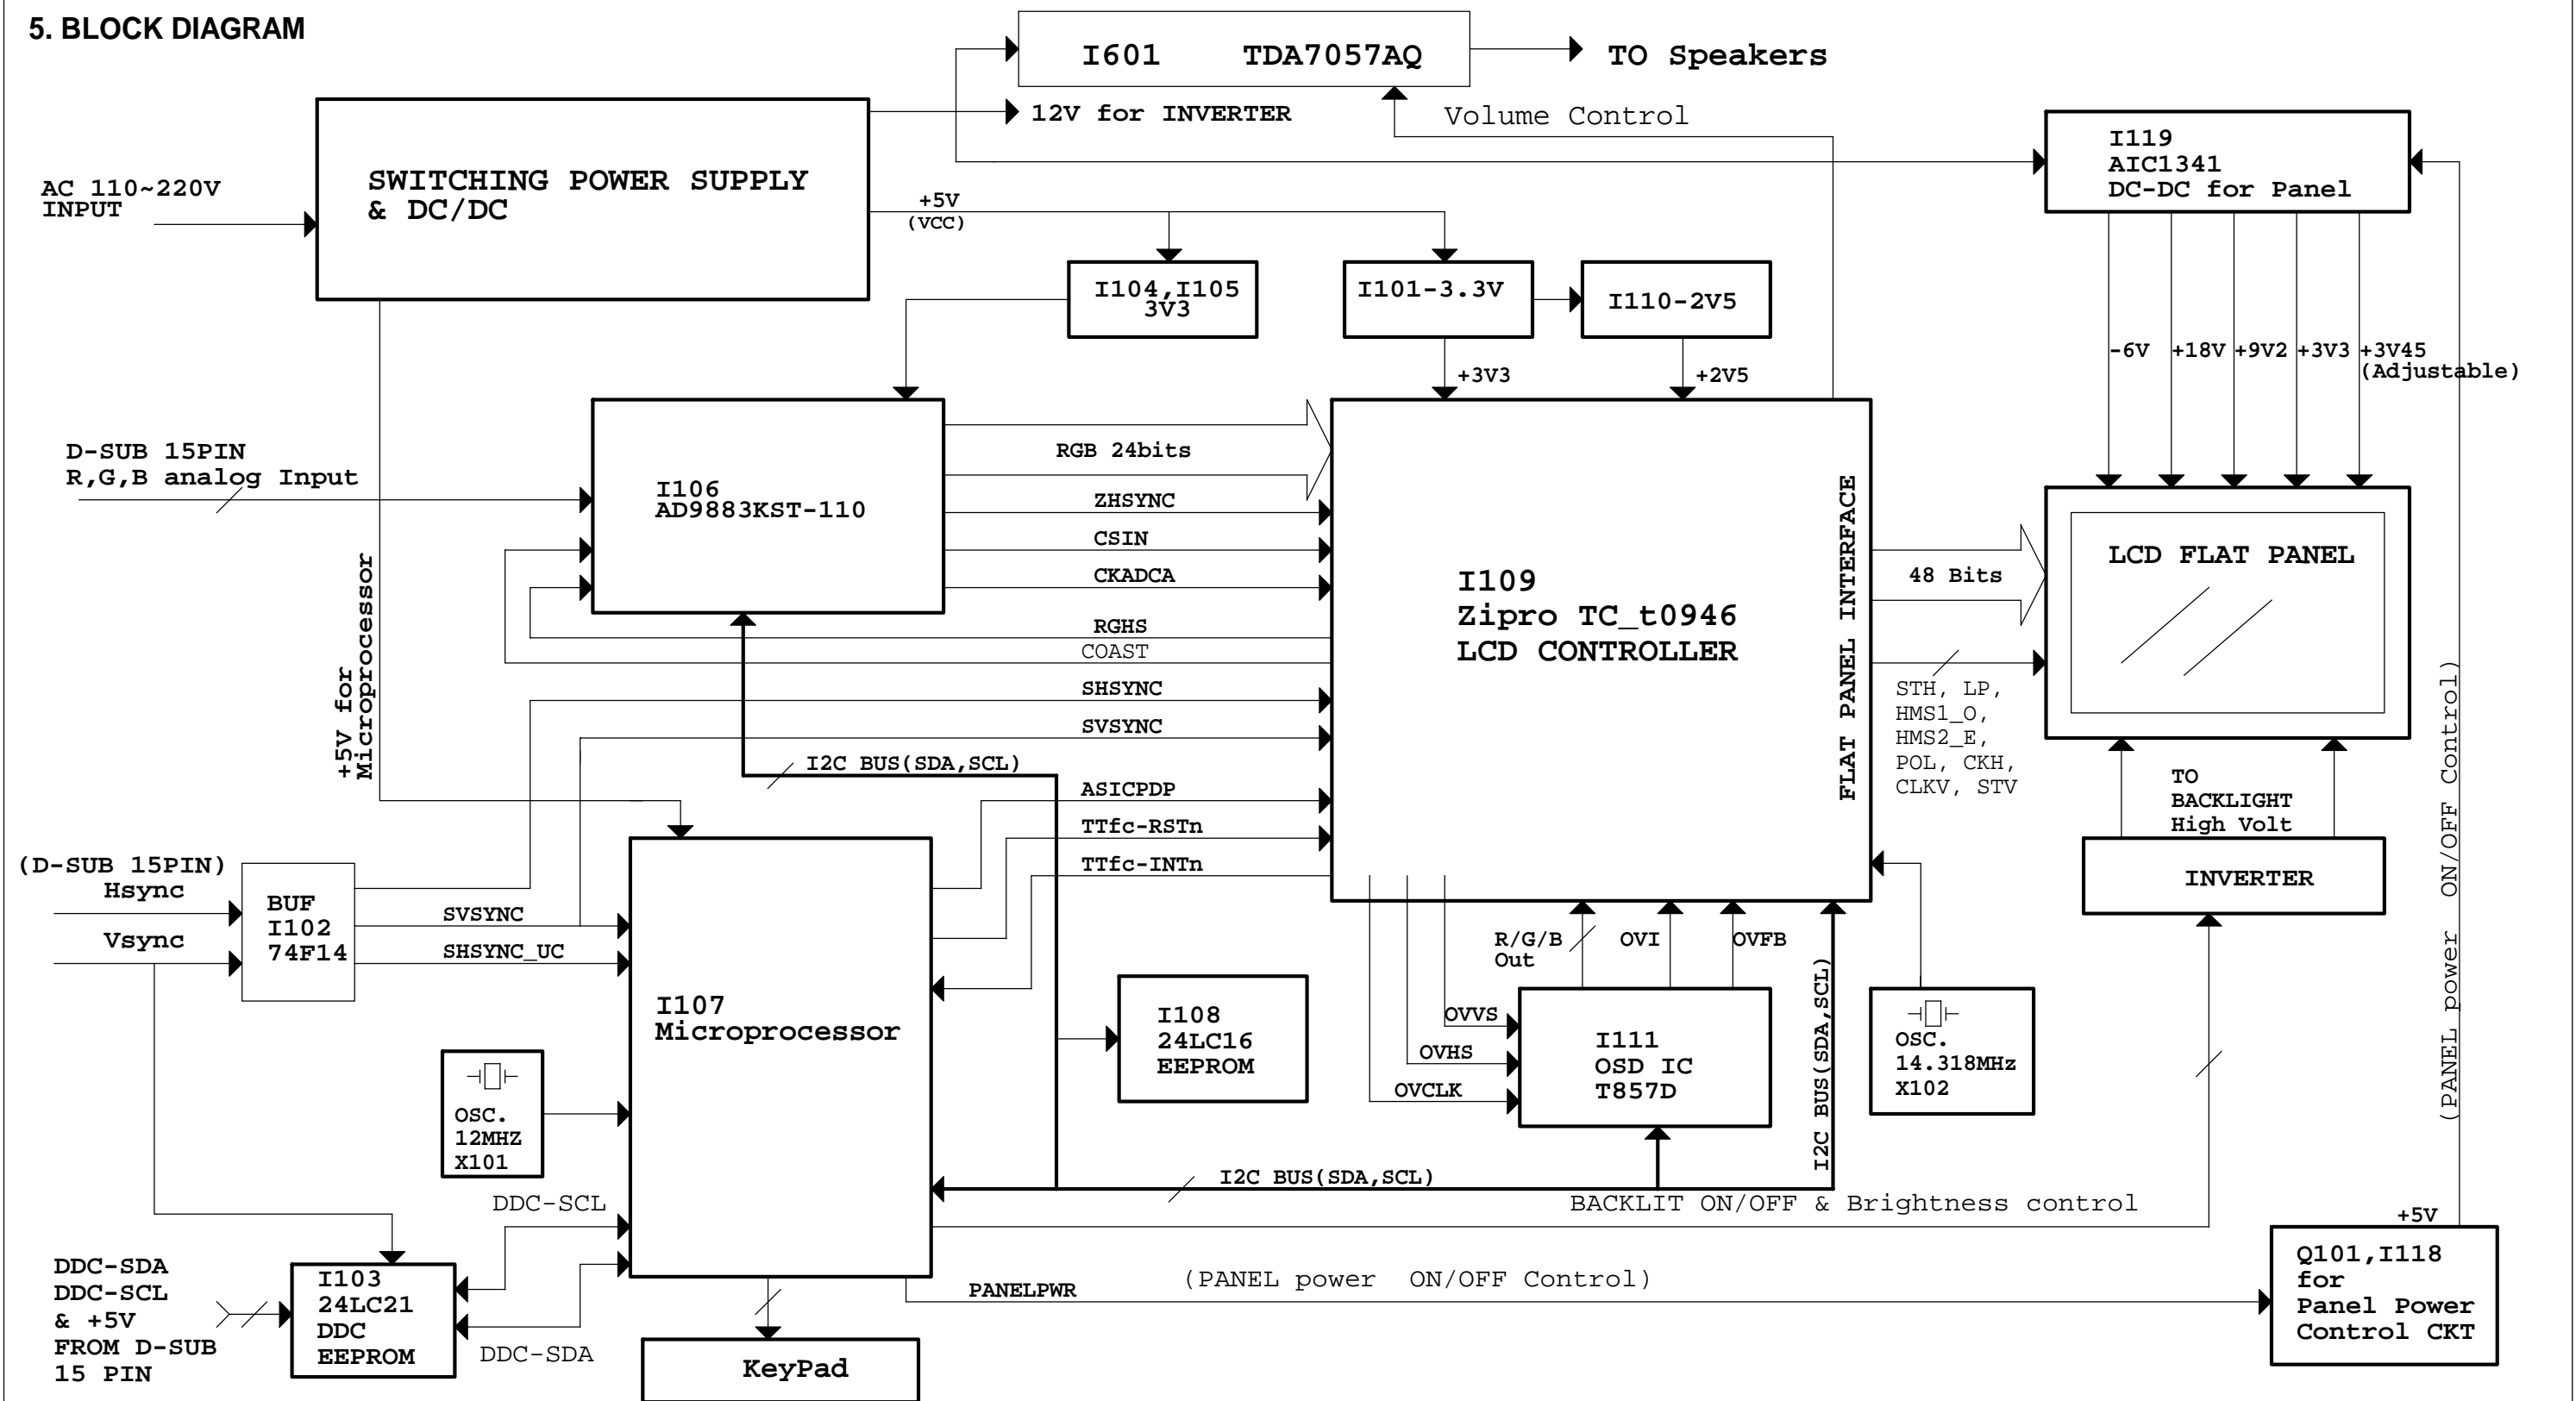 5. BLOCK DIAGRAM
I601 TDA7057AQ
TO Speakers
12V for INVERTER
Volume Control
SWITCHING POWER SUPPLY
& DC/DC
AC 110~220V
INPUT
+5V
(VCC)
I119
AIC1341
DC-DC for Panel
I104,I105
3V3
I101-3.3V
I110-2V5
+3V3
+2V5
-6V
+18V
+9V2
+3V3
+3V45
(Adjustable)
D-SUB 15PIN
R,G,B analog Input
I106
AD9883KST-110
RGB 24bits
ZHSYNC
CSIN
CKADCA
RGHS
COAST
SHSYNC
SVSYNC
I2C BUS(SDA,SCL)
ASICPDP
TTfc-RSTn
TTfc-INTn
I109
Zipro TC_t0946
LCD CONTROLLER
FLAT PANEL INTERFACE
48 Bits
LCD FLAT PANEL
STH, LP,
HMS1_O,
HMS2_E,
POL, CKH,
CLKV, STV
TO
BACKLIGHT
High Volt
INVERTER
(PANEL power ON/OFF Control)
+5V for
Microprocessor
(D-SUB 15PIN)
Hsync
Vsync
BUF
I102
74F14
SVSYNC
SHSYNC_UC
I107
Microprocessor
OSC.
12MHZ
X101
I108
24LC16
EEPROM
R/G/B
Out
OVI
OVFB
OVVS
OVHS
OVCLK
I111
OSD IC
T857D
I2C BUS(SDA,SCL)
OSC.
14.318MHz
X102
I2C BUS(SDA,SCL)
BACKLIT ON/OFF & Brightness control
DDC-SCL
DDC-SDA
DDC-SDA
DDC-SCL
& +5V
FROM D-SUB
15 PIN
I103
24LC21
DDC
EEPROM
PANELPWR
(PANEL power ON/OFF Control)
KeyPad
+5V
Q101,I118
for
Panel Power
Control CKT